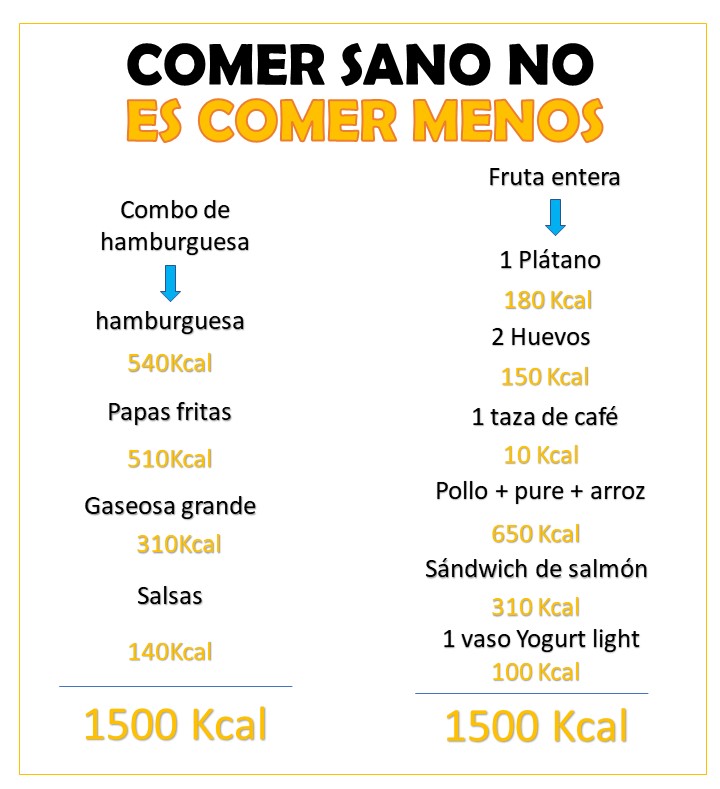 COMER SANO NO
ES COMER MENOS
Combo de
hamburguesa
hamburguesa
540Kcal
Papas fritas
510Kcal
Gaseosa grande
310Kcal
Salsas
140Kcal
1500 Kcal
Fruta entera
1 Plátano
180 Kcal
2 Huevos
150 Kcal
1 taza de café
10 Kcal
Pollo + pure + arroz
650 Kcal
Sándwich de salmón
310 Kcal
1 vaso Yogurt light
100 Kcal
1500 Kcal